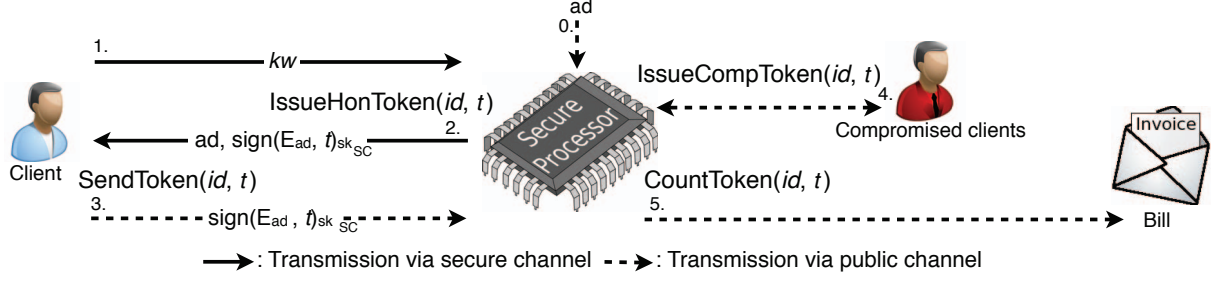 ad
0.
1.
kw
IssueHonToken(id, t)
2.
ad, sign(Ead, t)skSC
Client
SendToken(id, t)
3.
sign(Ead , t)sk SC
Secure
Processor
IssueCompToken(id, t)
4.
Compromised clients
CountToken(id, t)
5.
Invoice
Bill
: Transmission via secure channel
: Transmission via public channel